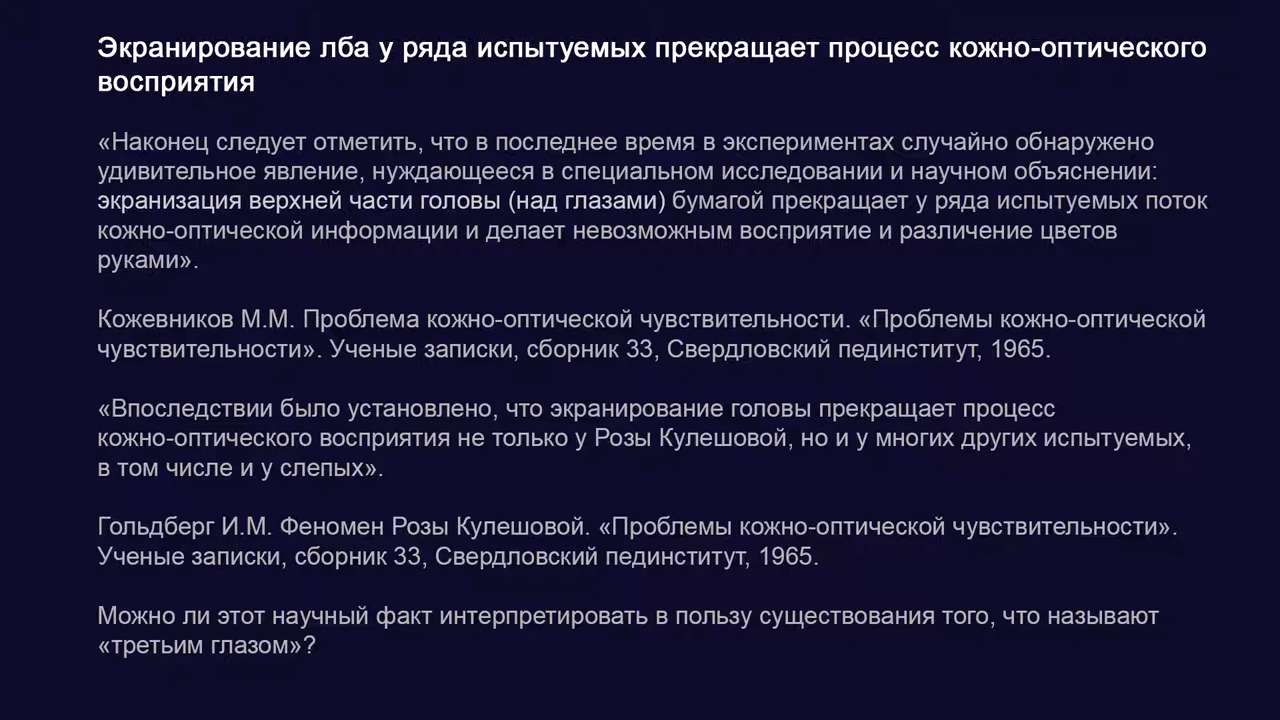 Экранирование лба у ряда испытуемых прекращает процесс кожно-оптического
восприятия
«Наконец следует отметить, что в последнее время в экспериментах случайно обнаружено
удивительное явление, нуждающееся в специальном исследовании и научном объяснении:
экранизация верхней части головы (над глазами) бумагой прекращает у ряда испытуемых поток
кожно-оптической информации и делает невозможным восприятие и различение цветов
руками».
Кожевников М.М. Проблема кожно-оптической чувствительности. «Проблемы кожно-оптической
чувствительности». Ученые записки, сборник 33, Свердловский пединститут, 1965.
«Впоследствии было установлено, что экранирование головы прекращает процесс
кожно-оптического восприятия не только у Розы Кулешовой, но и у многих других испытуемых,
в том числе и у слепых».
Гольдберг И.М. Феномен Розы Кулешовой. «Проблемы кожно-оптической чувствительности».
Ученые записки, сборник 33, Свердловский пединститут, 1965.
Можно ли этот научный факт интерпретировать в пользу существования того, что называют
«третьим глазом»?